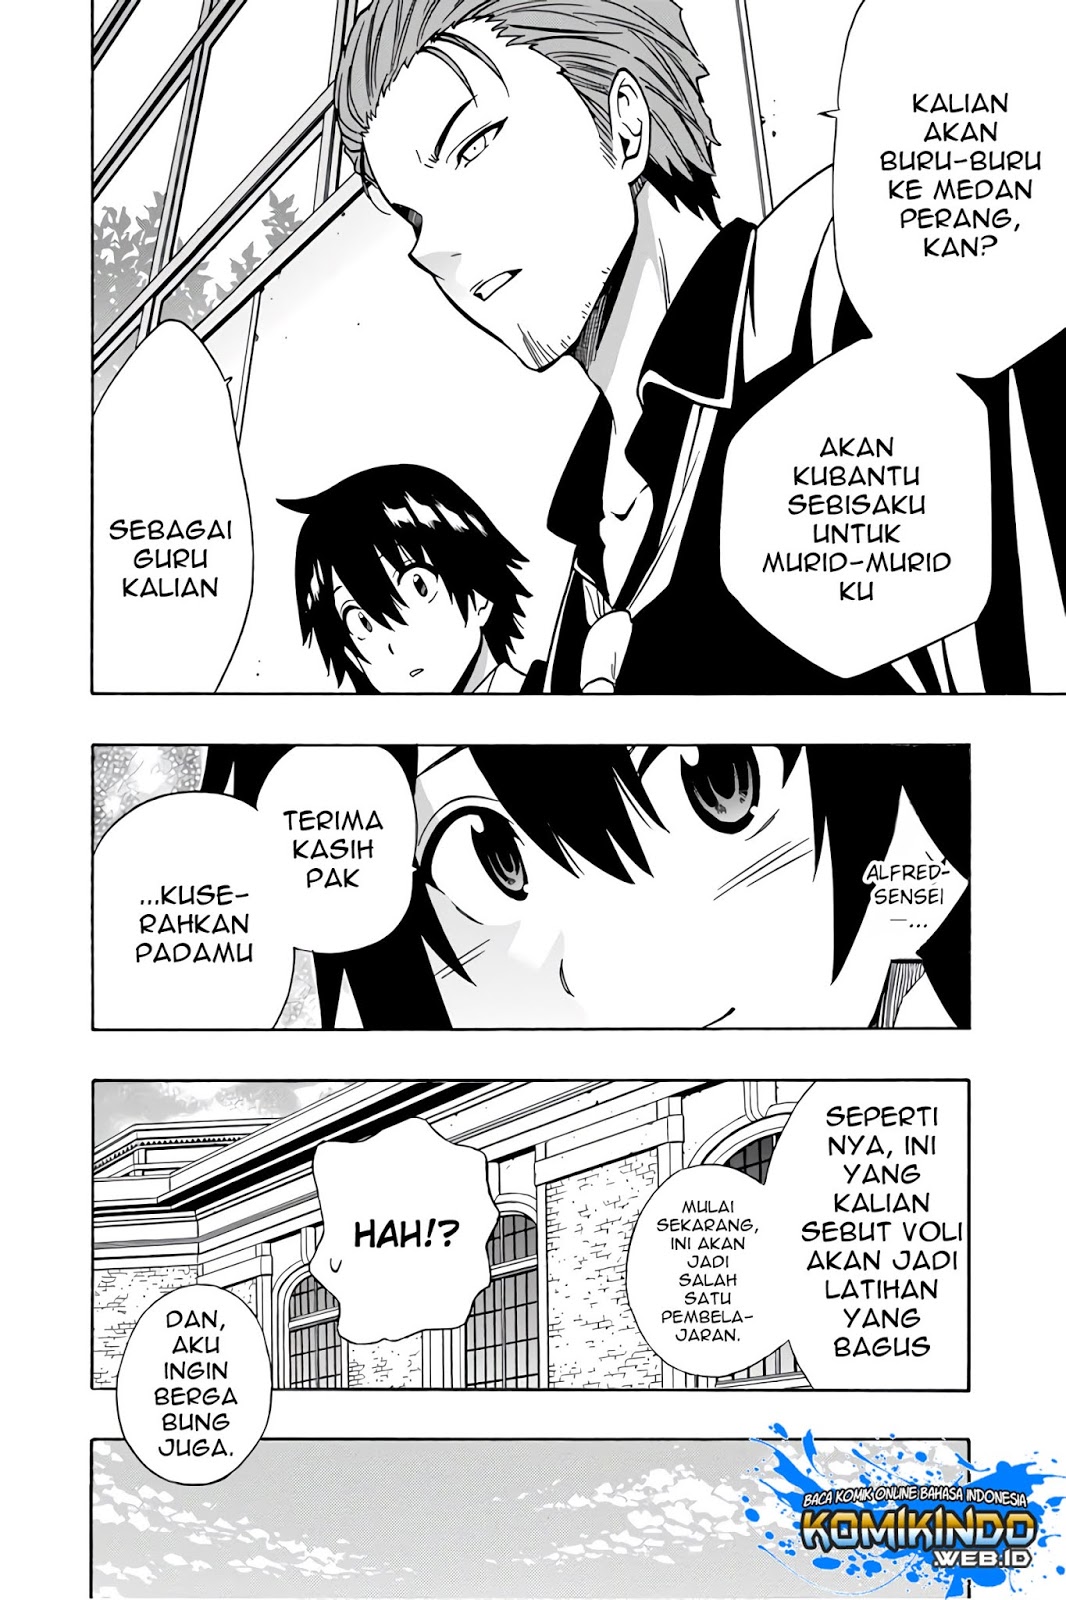 KALIAN
AKAN
BURU-BURU
KE MEDAN
PERANG,
KAN?
AKAN
KUBANTU
SEBISAKU
UNTUK
MURID-MURID
KU
SEBAGAI
GURU
KALIAN
ALFRED-
SENSEI
—...
TERIMA
KASIH
PAK
...KUSE-
RAHKAN
PADAMU
SEPERTI
NYA, INI
YANG
KALIAN
SEBUT VOLI
AKAN JADI
LATIHAN
YANG
BAGUS
MULAI
SEKARANG,
INI AKAN
JADI
SALAH
SATU
PEMBELA-
JARAN.
HAH!?
DAN,
AKU
INGIN
BERGA
BUNG
JUGA.
BACA KOMIK ONLINE BAHASA INDONESIA
KOMIKINDO
.WEB.ID